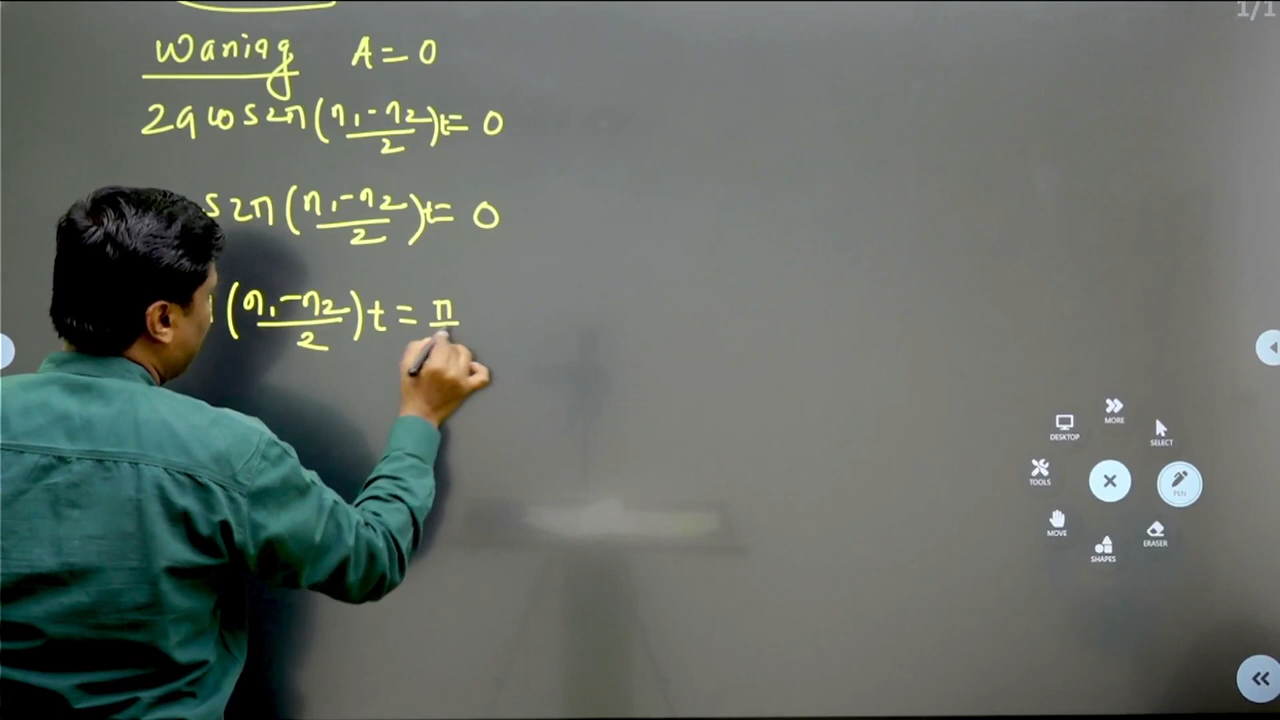 1/1
Waning A = 0
2a cos 2π(n₁-n₂/2)t = 0
s 2π(n₁-n₂/2)t = 0
(n₁-n₂/2)t = π
MORE
DESKTOP
SELECT
TOOLS
PEN
MOVE
ERASER
SHAPES